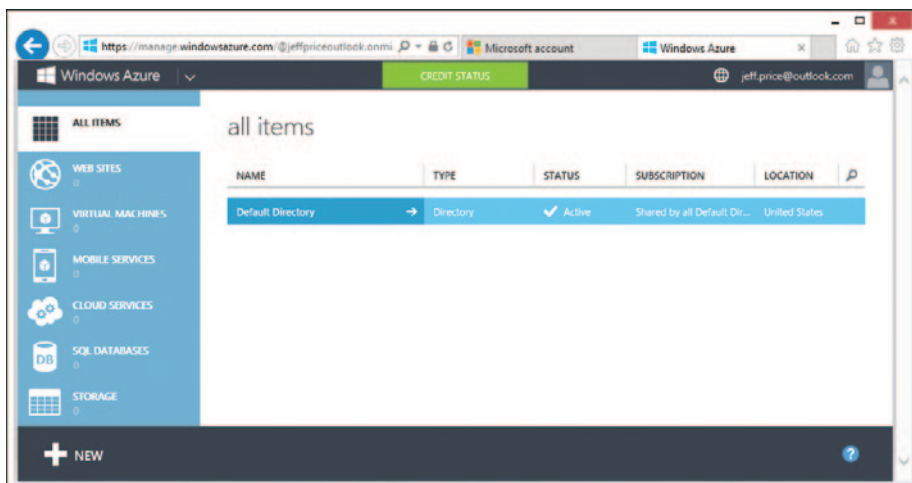 https://manage.windowsazure.com/@jeffpriceoutlook.onmi
Microsoft account
Windows Azure
Windows Azure
CREDIT STATUS
jeff.price@outlook.com
ALL ITEMS
WEB SITES
0
VIRTUAL MACHINES
0
MOBILE SERVICES
0
CLOUD SERVICES
0
SQL DATABASES
0
DB
STORAGE
0
all items
NAME TYPE STATUS SUBSCRIPTION LOCATION
Default Directory Directory Active Shared by all Default Dir... United States
NEW
?